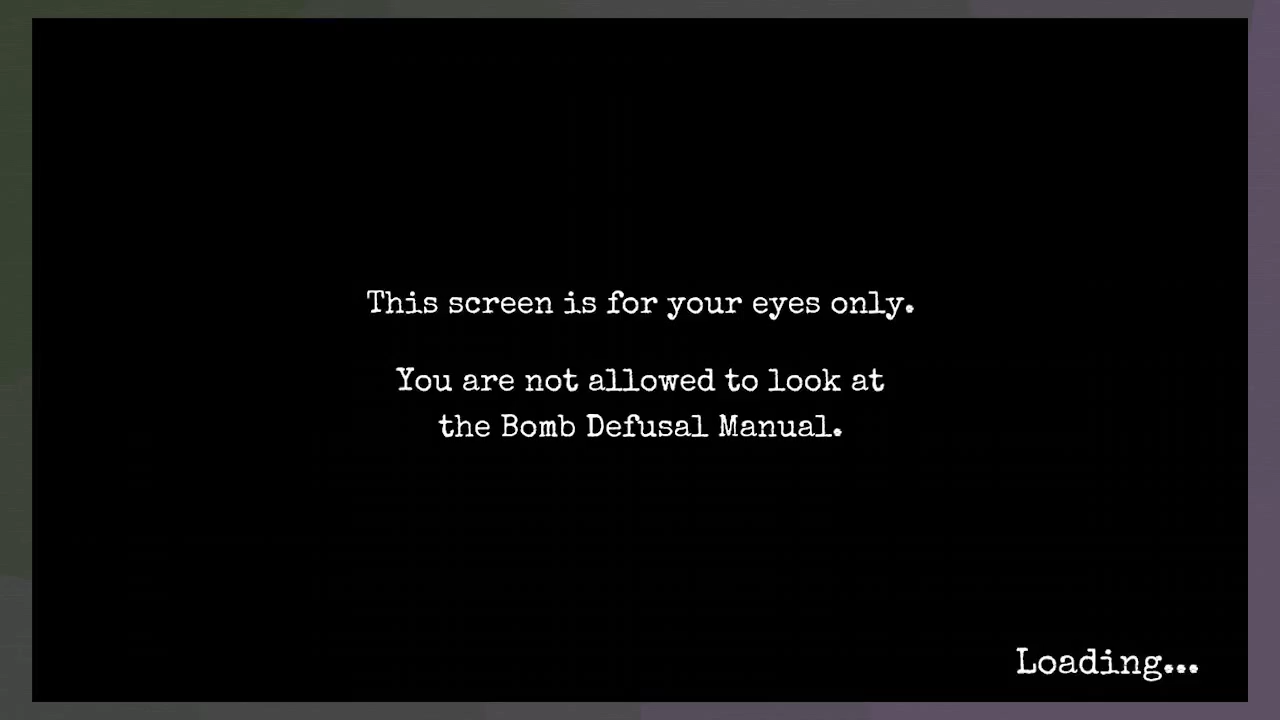 This screen is for your eyes only.
You are not allowed to look at
the Bomb Defusal Manual.
Loading...